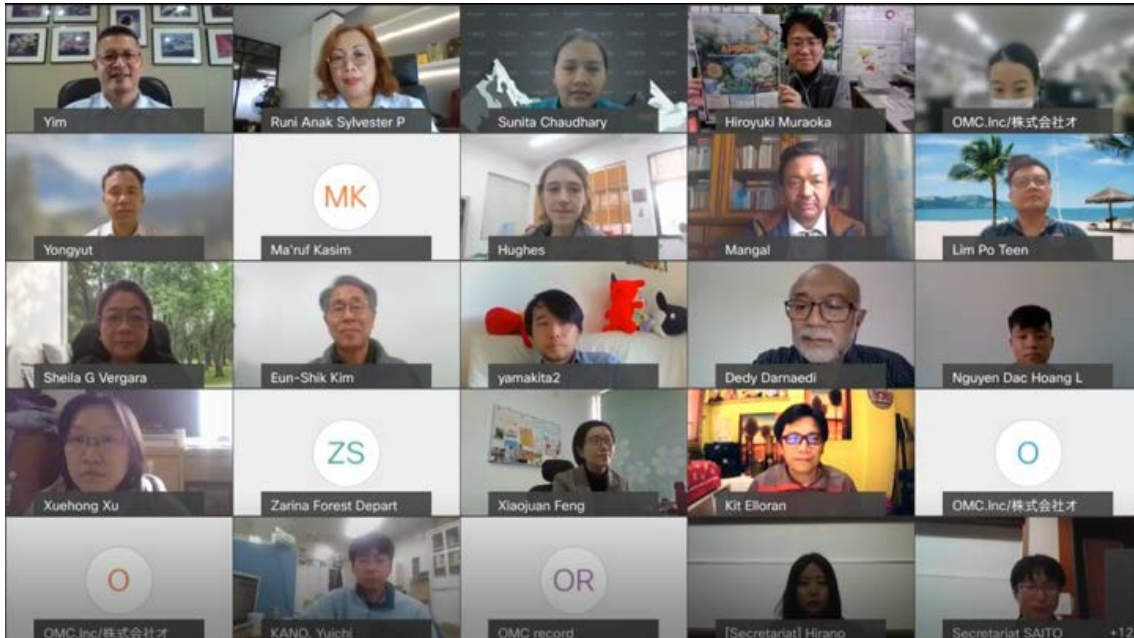 Yim
Runi Anak Sylvester P
Sunita Chaudhary
APBON
Hiroyuki Muraoka
OMC.Inc/株式会社オ
Yongyut
MK
Ma'ruf Kasim
Hughes
Mangal
Lim Po Teen
Sheila G Vergara
Eun-Shik Kim
yamakita2
Dedy Darnaedi
Nguyen Dac Hoang L
Xuehong Xu
ZS
Zarina Forest Depart
Xiaojuan Feng
Kit Elloran
O
OMC.Inc/株式会社オ
O
OMC.Inc/株式会社オ
KANO, Yuichi
OR
OMC record
[Secretariat] Hirano
Secretariat SAITO
+12